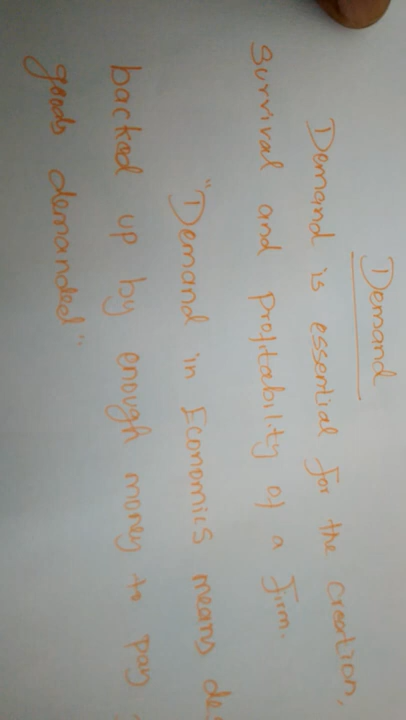 Demand
Demand is essential for the creation,
survival and profitability of a firm.
"Demand in Economics means
backed up by enough money to pay
goods demanded"